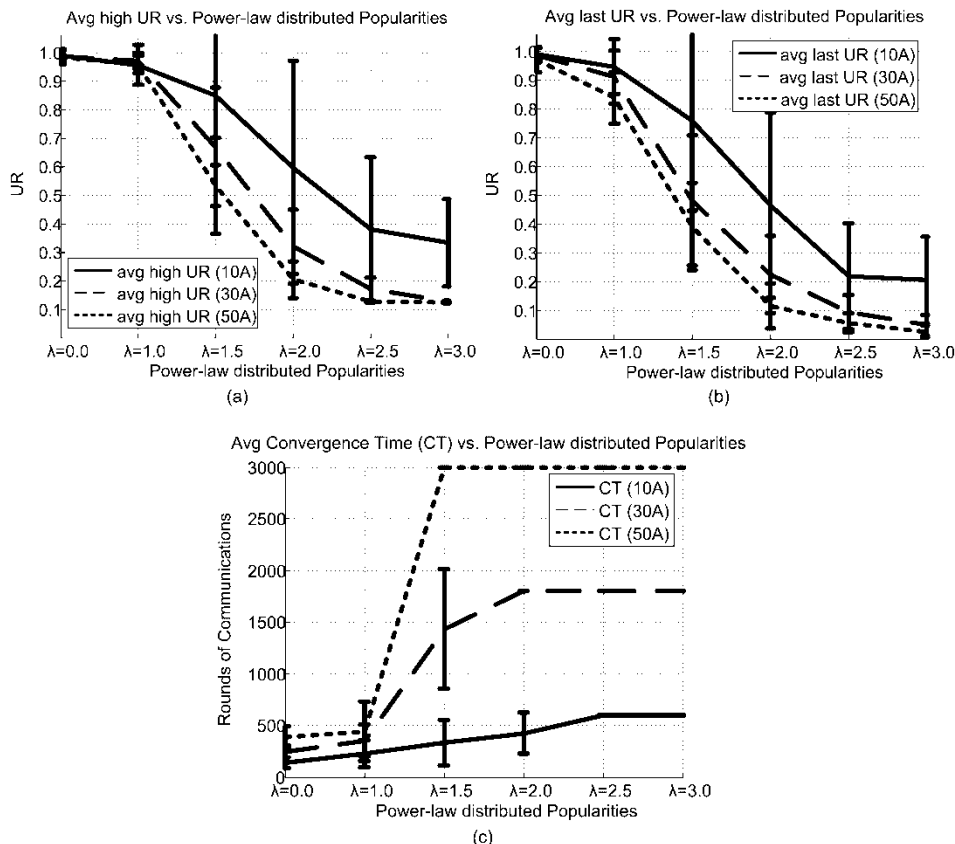 Avg high UR vs. Power-law distributed Popularities
1.0
0.9
0.8
0.7
0.6
0.5
0.4
0.3
0.2
0.1
UR
avg high UR (10A)
avg high UR (30A)
avg high UR (50A)
λ=0.0 λ=1.0 λ=1.5 λ=2.0 λ=2.5 λ=3.0
Power-law distributed Popularities
(a)
Avg last UR vs. Power-law distributed Popularities
1.0
0.9
0.8
0.7
0.6
0.5
0.4
0.3
0.2
0.1
UR
avg last UR (10A)
avg last UR (30A)
avg last UR (50A)
λ=0.0 λ=1.0 λ=1.5 λ=2.0 λ=2.5 λ=3.0
Power-law distributed Popularities
(b)
Avg Convergence Time (CT) vs. Power-law distributed Popularities
3000
2500
2000
1500
1000
500
0
Rounds of Communications
CT (10A)
CT (30A)
CT (50A)
λ=0.0 λ=1.0 λ=1.5 λ=2.0 λ=2.5 λ=3.0
Power-law distributed Popularities
(c)